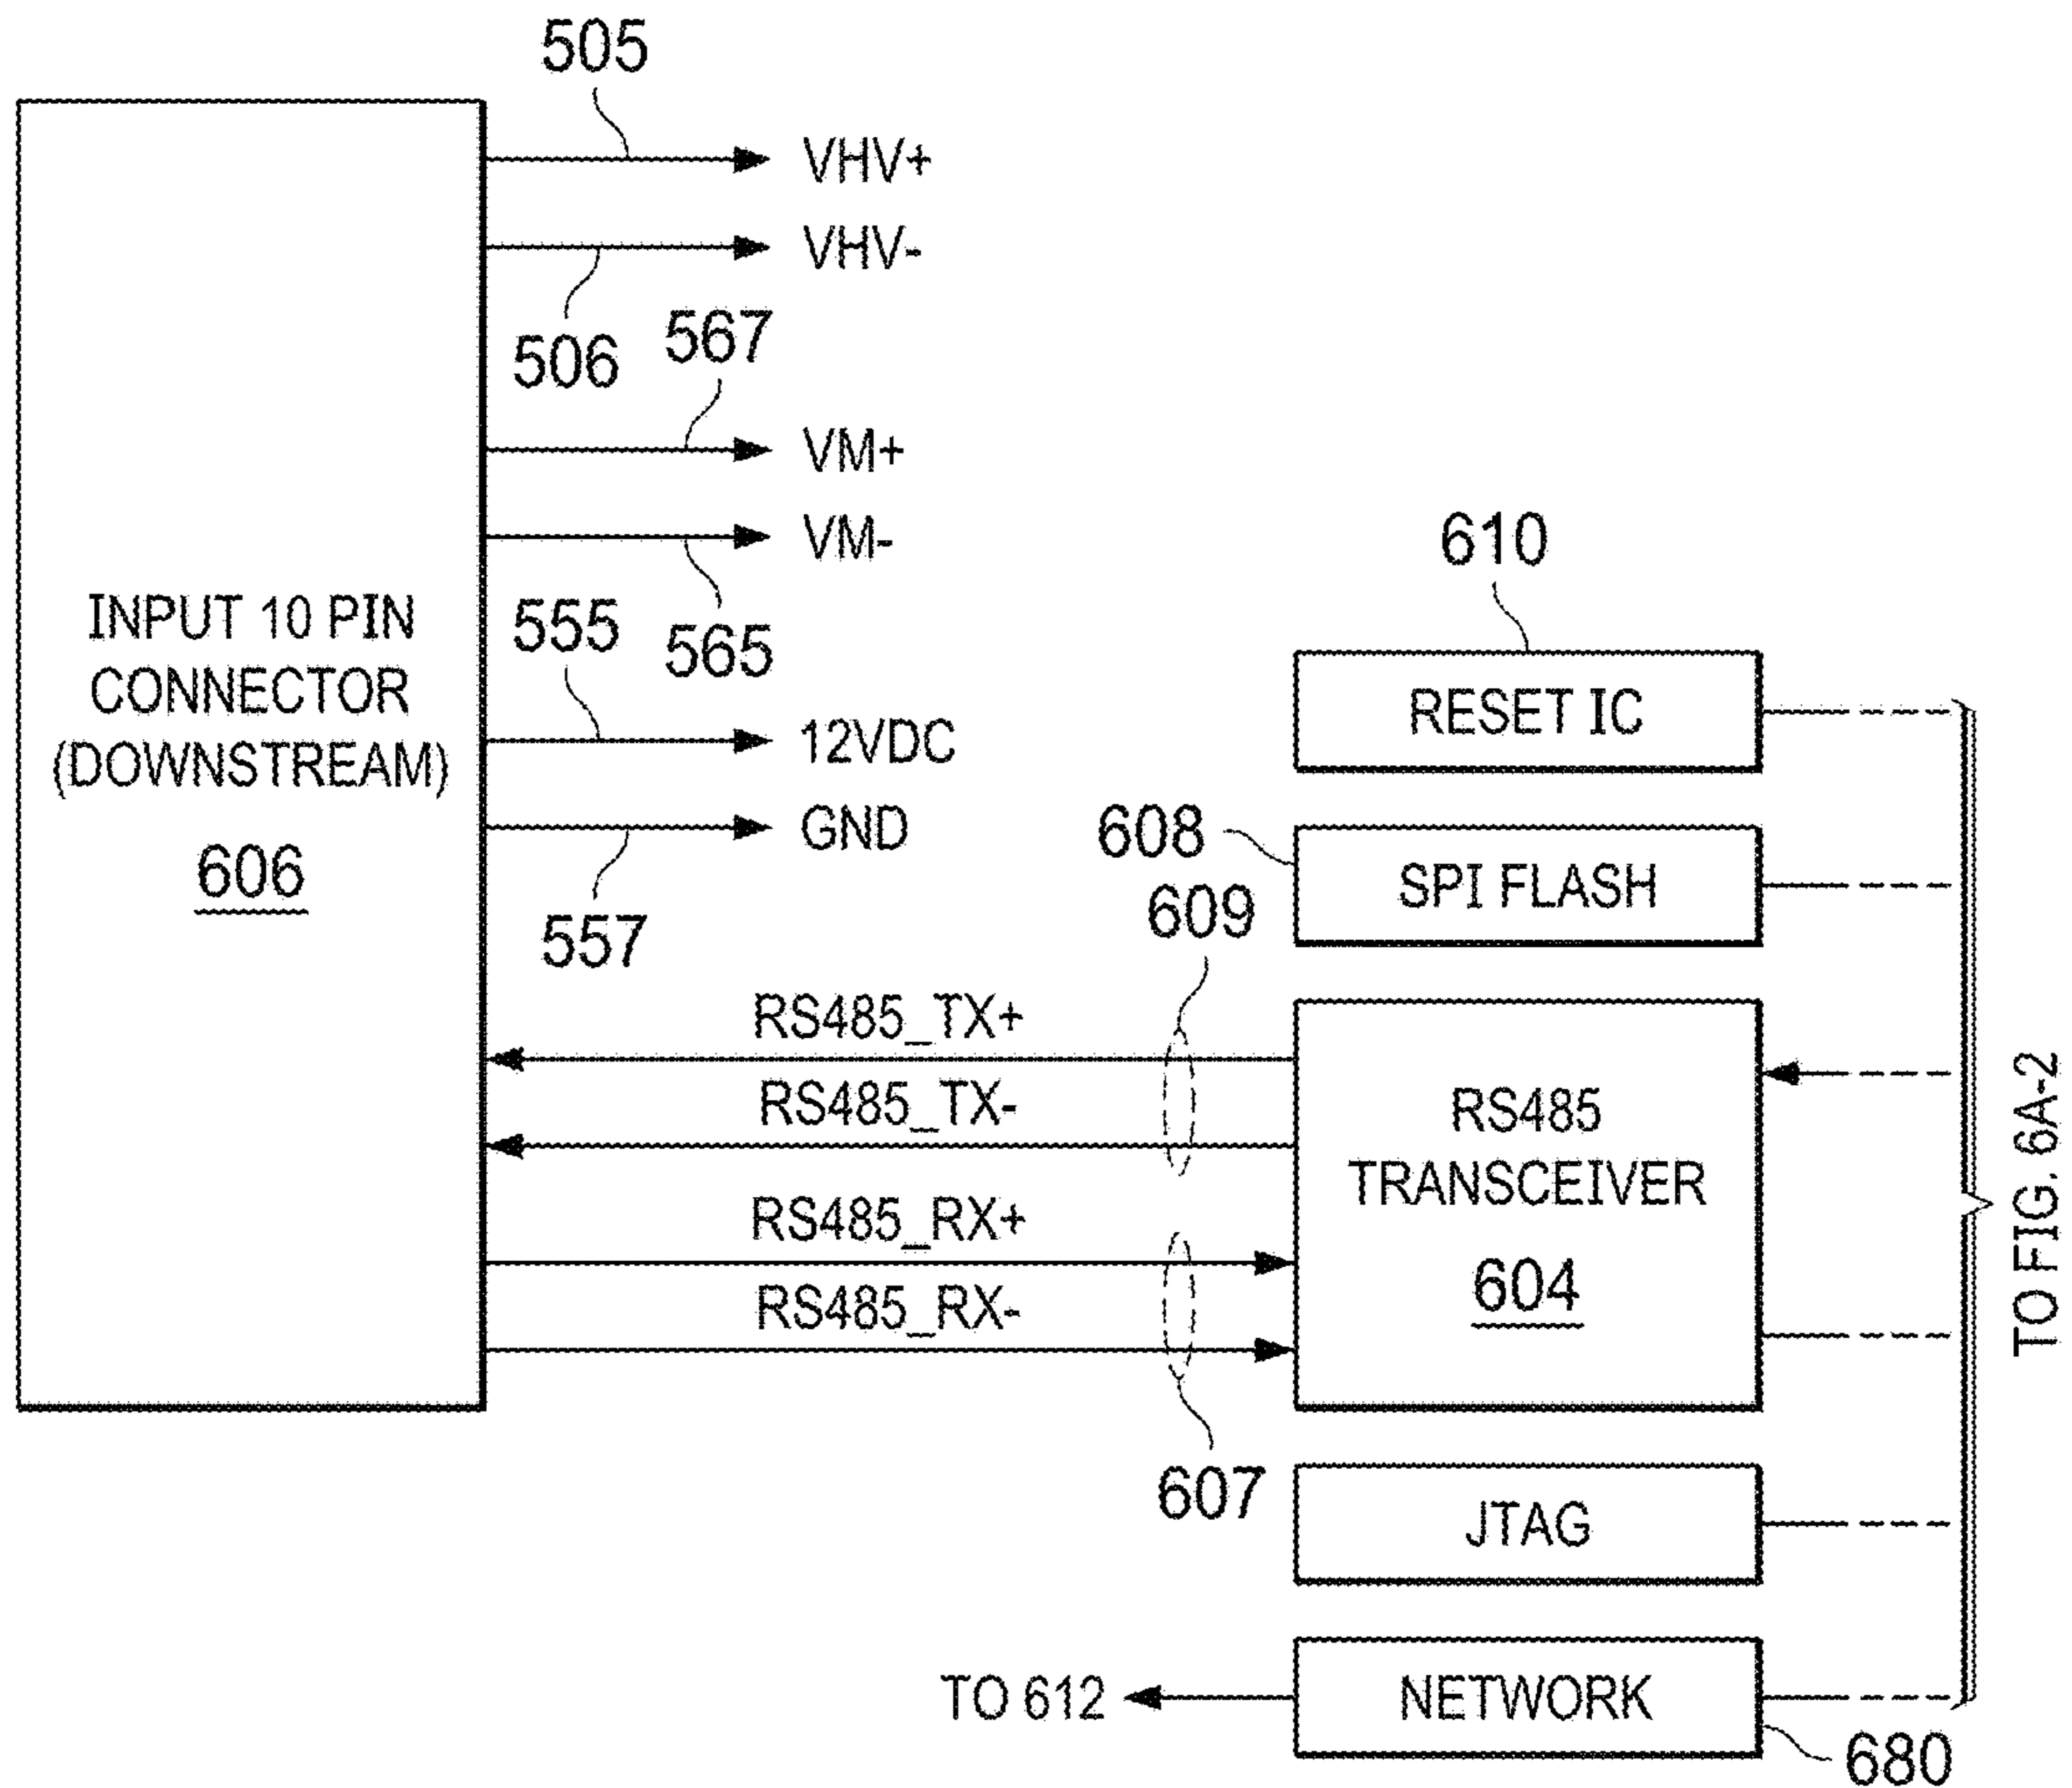 505
VHV+
VHV-
506
567
VM+
VM-
565
555
12VDC
GND
557
INPUT 10 PIN
CONNECTOR
(DOWNSTREAM)
606
610
RESET IC
608
SPI FLASH
609
RS485_TX+
RS485_TX-
RS485_RX+
RS485_RX-
607
RS485
TRANSCEIVER
604
JTAG
TO 612
NETWORK
680
TO FIG. 6A-2